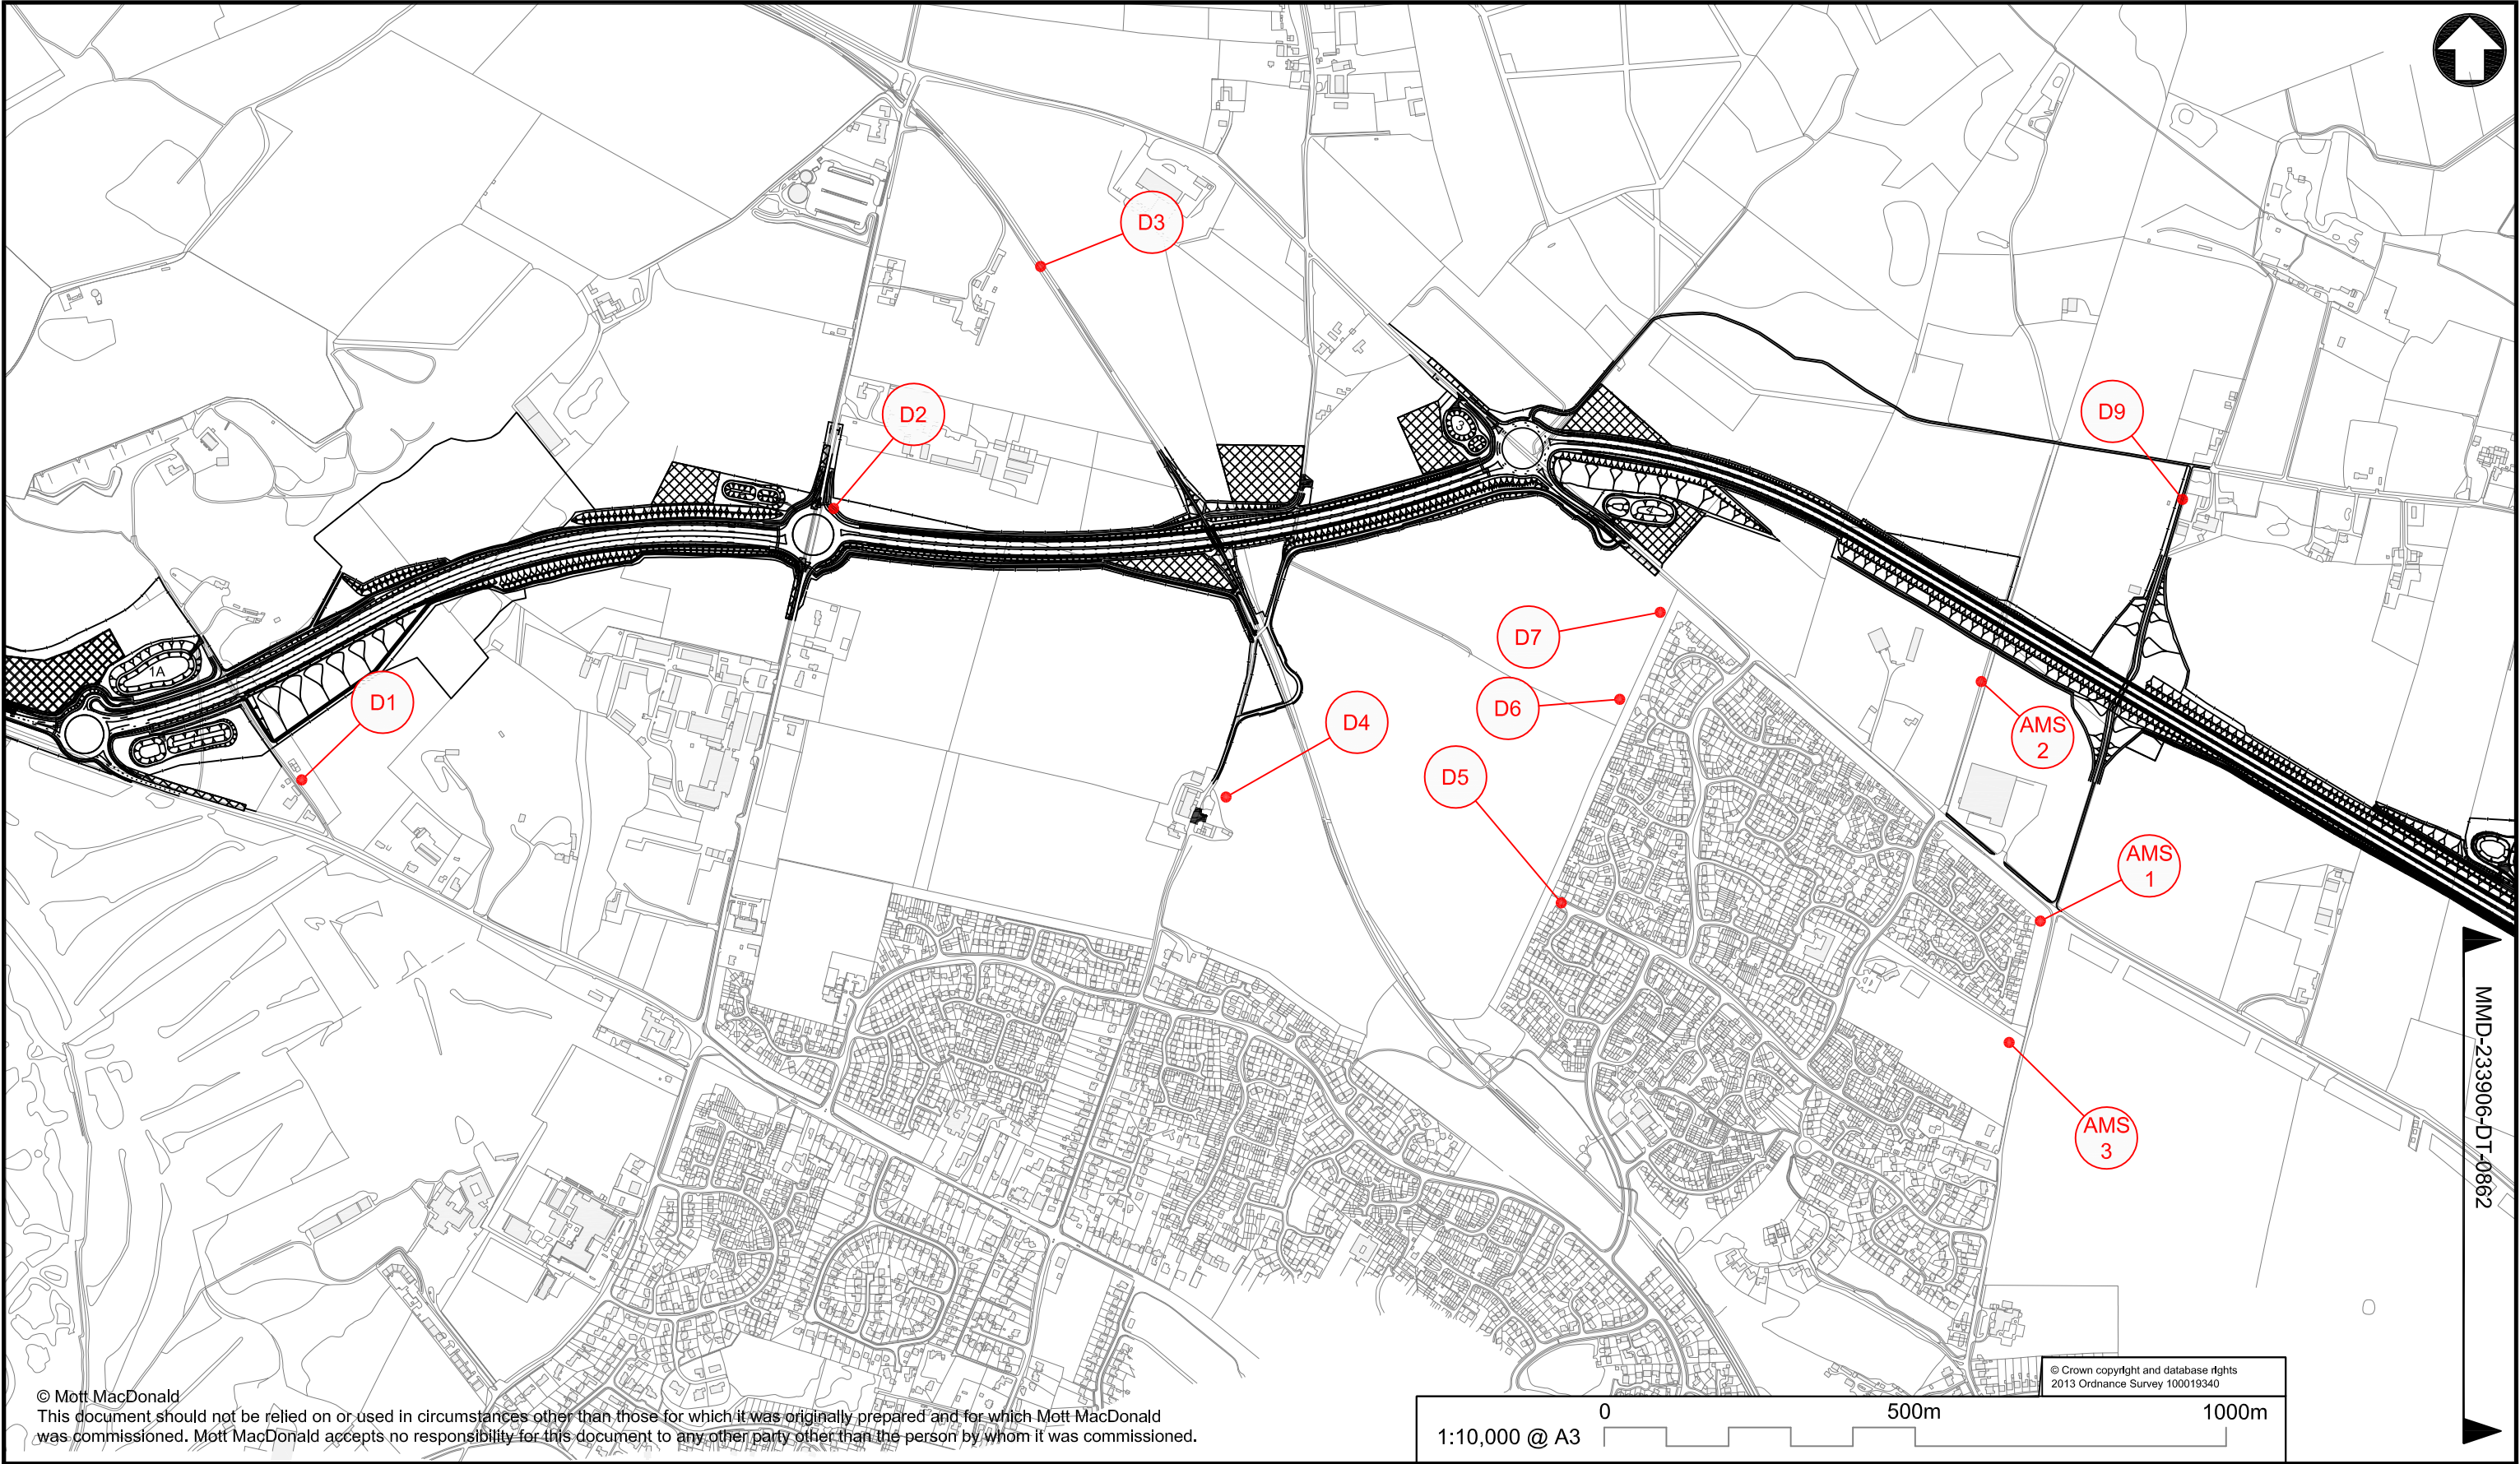 D3
D2
3
D9
D7
D6
1A
D1
D4
D5
AMS
2
AMS
1
AMS
3
MMD-233906-DT-0862
© Crown copyright and database rights
2013 Ordnance Survey 100019340
© Mott MacDonald
This document should not be relied on or used in circumstances other than those for which it was originally prepared and for which Mott MacDonald
was commissioned. Mott MacDonald accepts no responsibility for this document to any other party other than the person by whom it was commissioned.
0 500m 1000m
1:10,000 @ A3